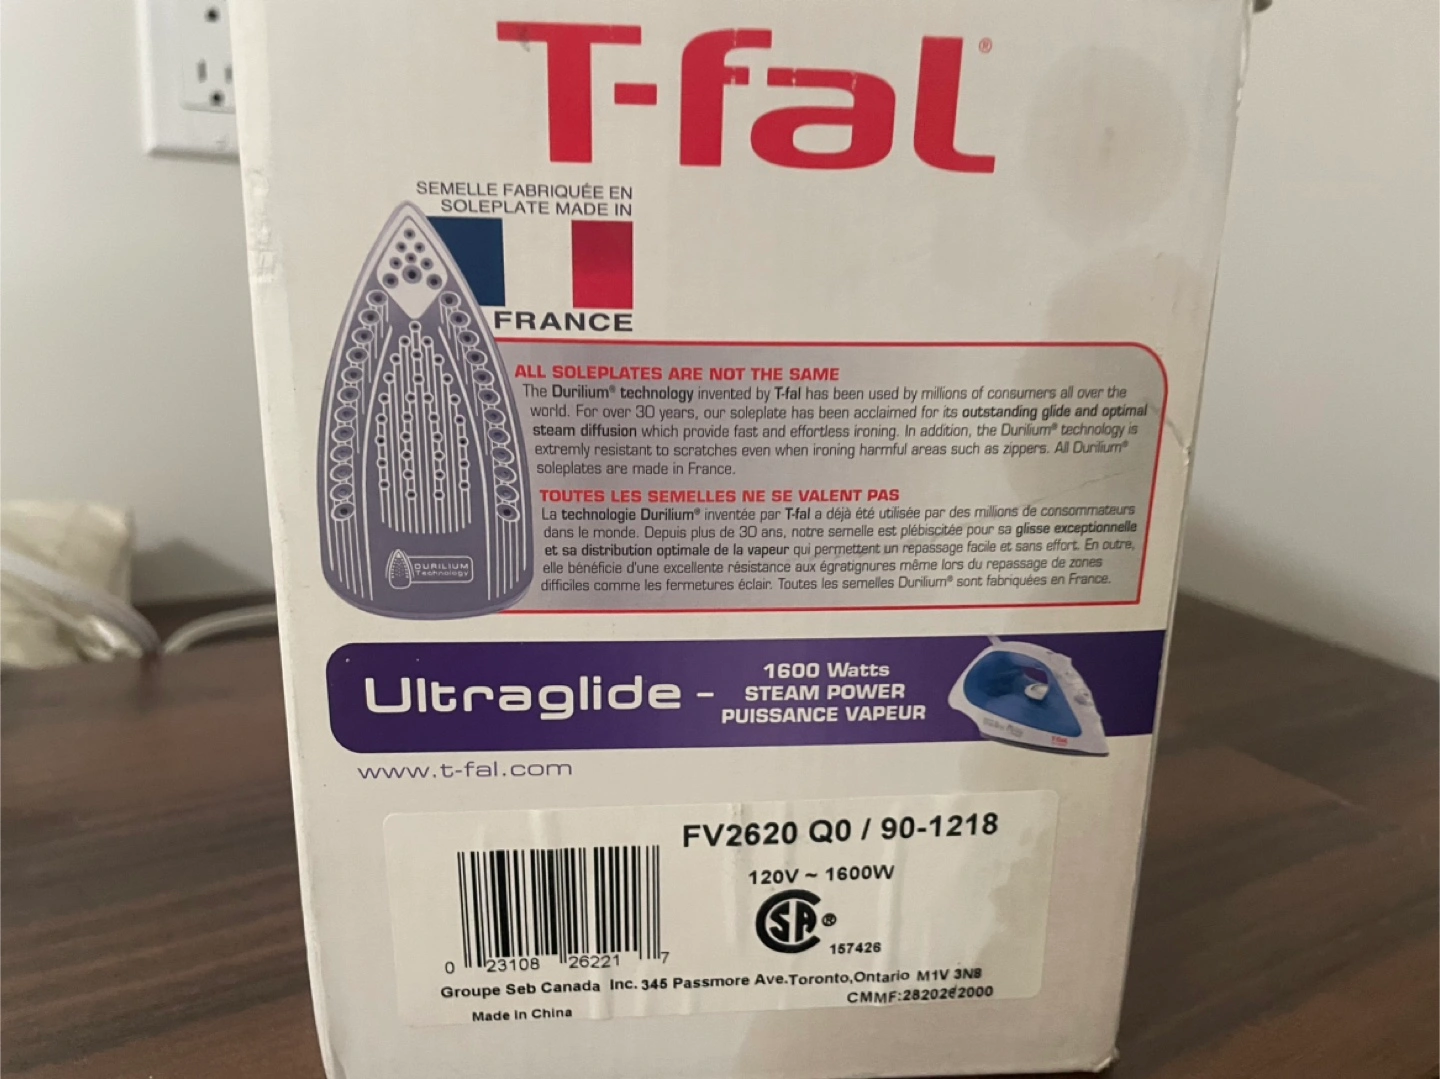 T-fal®
SEMELLE FABRIQUÉE EN
SOLEPLATE MADE IN
FRANCE
ALL SOLEPLATES ARE NOT THE SAME
The Durilium® technology invented by T-fal has been used by millions of consumers all over the
world. For over 30 years, our soleplate has been acclaimed for its outstanding glide and optimal
steam diffusion which provide fast and effortless ironing. In addition, the Durilium® technology is
extremly resistant to scratches even when ironing harmful areas such as zippers. All Durilium®
soleplates are made in France.
TOUTES LES SEMELLES NE SE VALENT PAS
La technologie Durilium® inventée par T-fal a déjà été utilisée par des millions de consommateurs
dans le monde. Depuis plus de 30 ans, notre semelle est plébiscitée pour sa glisse exceptionnelle
et sa distribution optimale de la vapeur qui permettent un repassage facile et sans effort. En outre,
elle bénéficie d'une excellente résistance aux égratignures même lors du repassage de zones
difficiles comme les fermetures éclair. Toutes les semelles Durilium® sont fabriquées en France.
DURILIUM
Technology
Ultraglide - 1600 Watts
STEAM POWER
PUISSANCE VAPEUR
www.t-fal.com
FV2620 Q0 / 90-1218
120V ~ 1600W
SA®
157426
0 23108 26221 7
Groupe Seb Canada Inc. 345 Passmore Ave.Toronto,Ontario M1V 3N8
Made in China